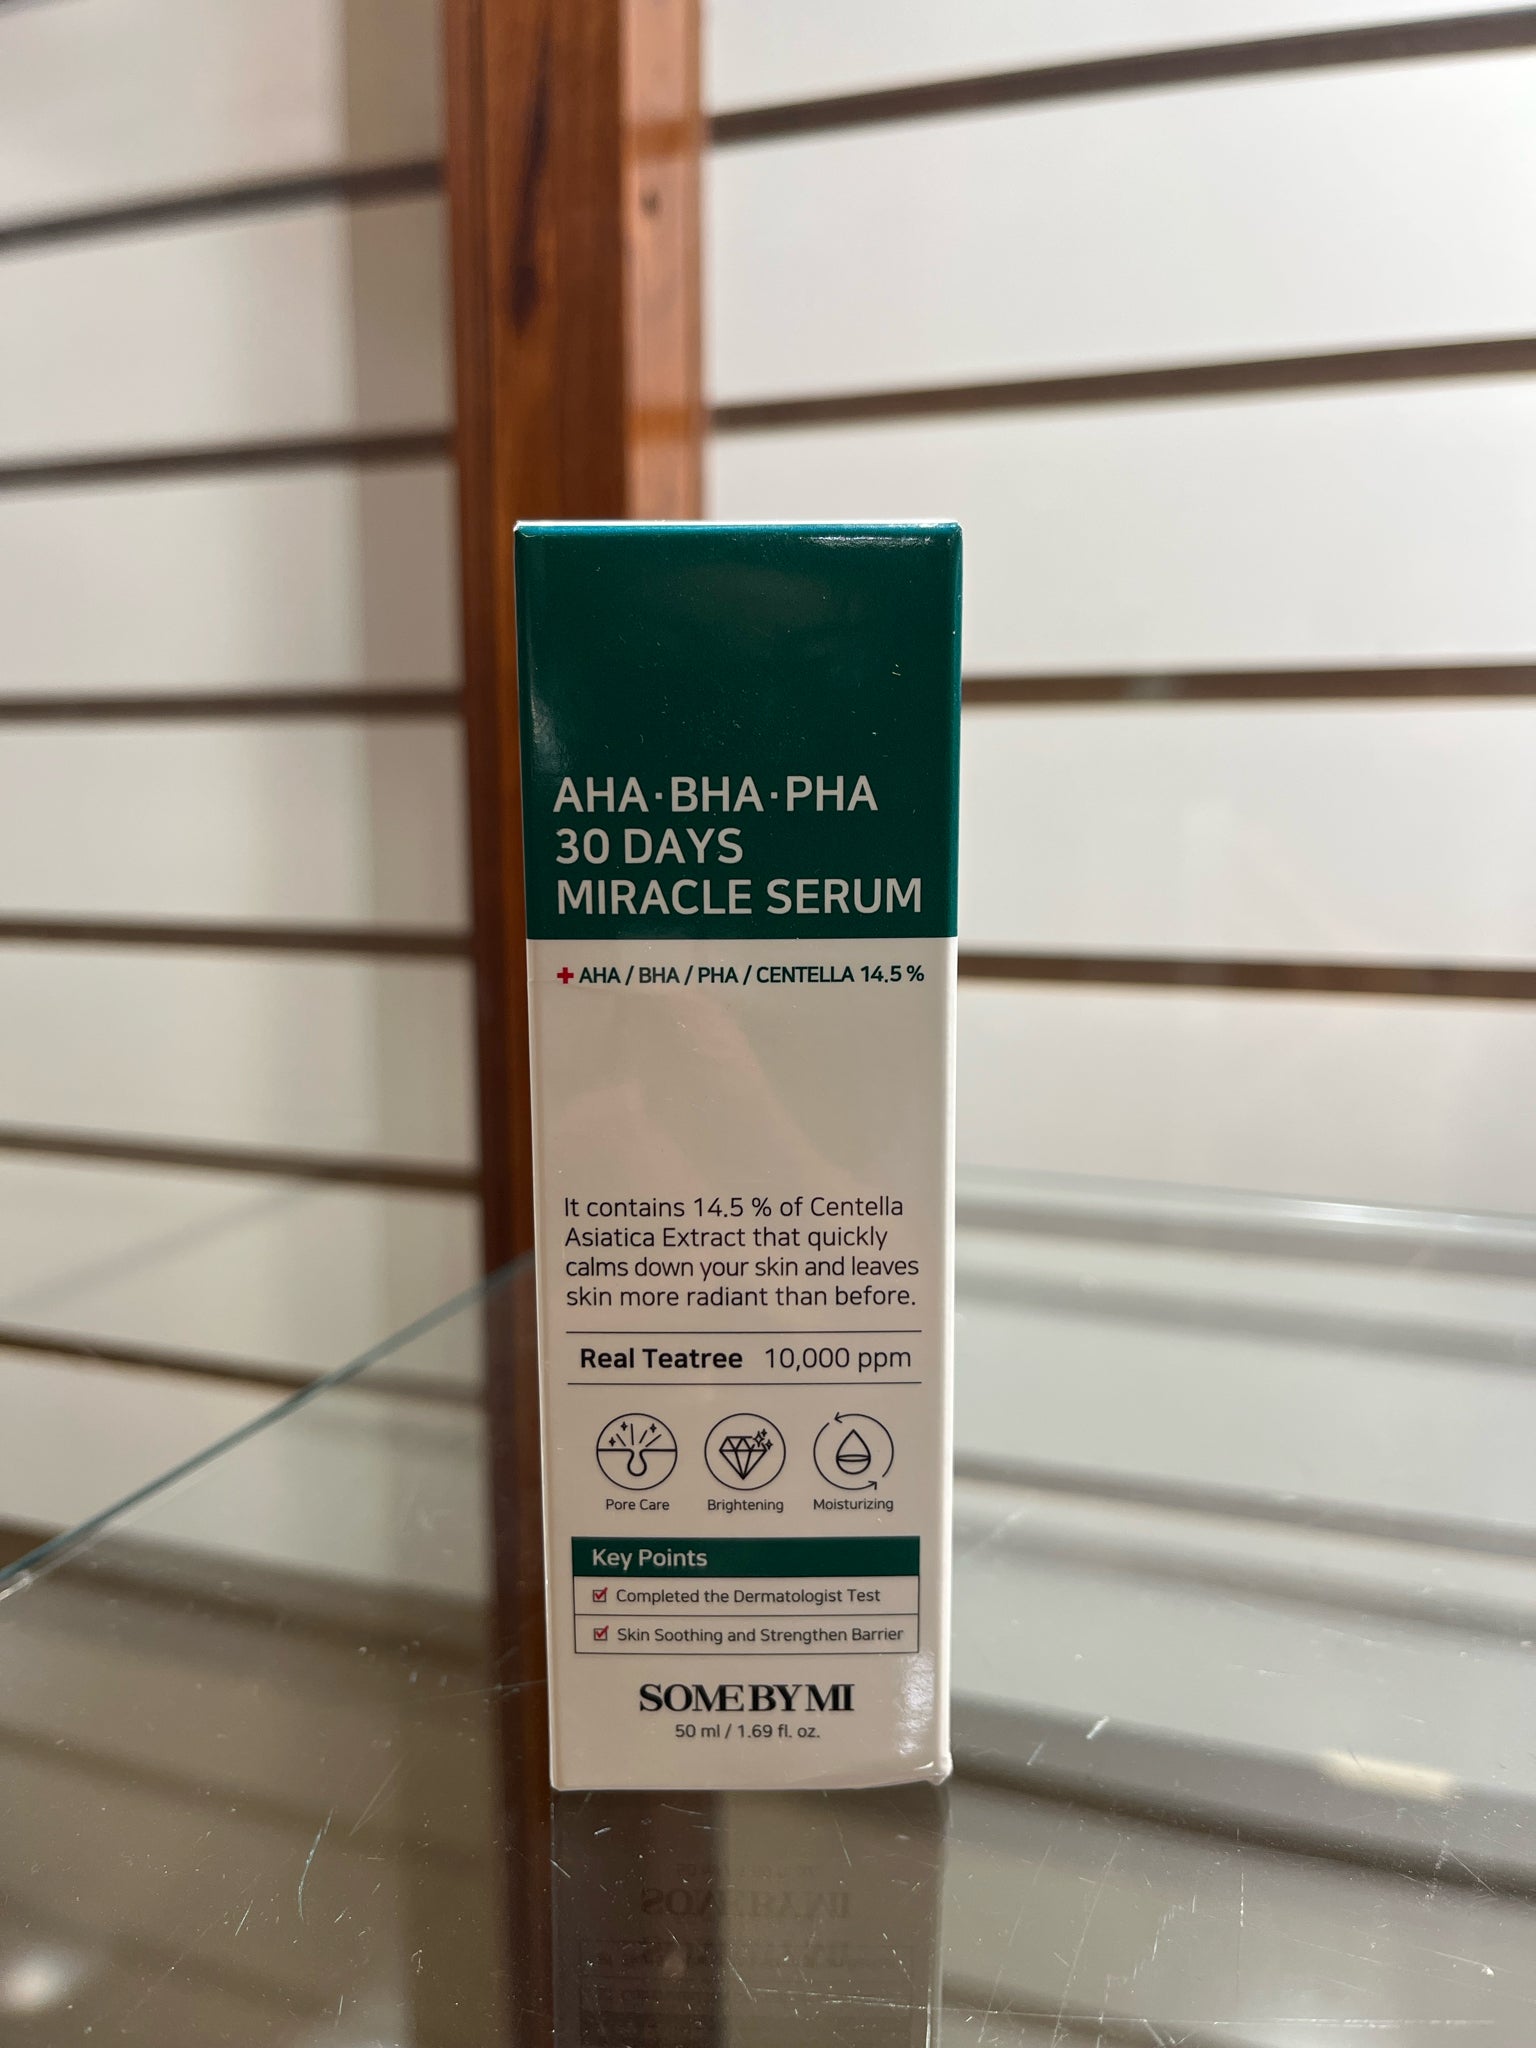 AHA·BHA·PHA
30 DAYS
MIRACLE SERUM
+ AHA / BHA / PHA / CENTELLA 14.5 %
It contains 14.5 % of Centella
Asiatica Extract that quickly
calms down your skin and leaves
skin more radiant than before.
Real Teatree 10,000 ppm
Pore Care Brightening Moisturizing
Key Points
Completed the Dermatologist Test
Skin Soothing and Strengthen Barrier
SOME BY MI
50 ml / 1.69 fl. oz.